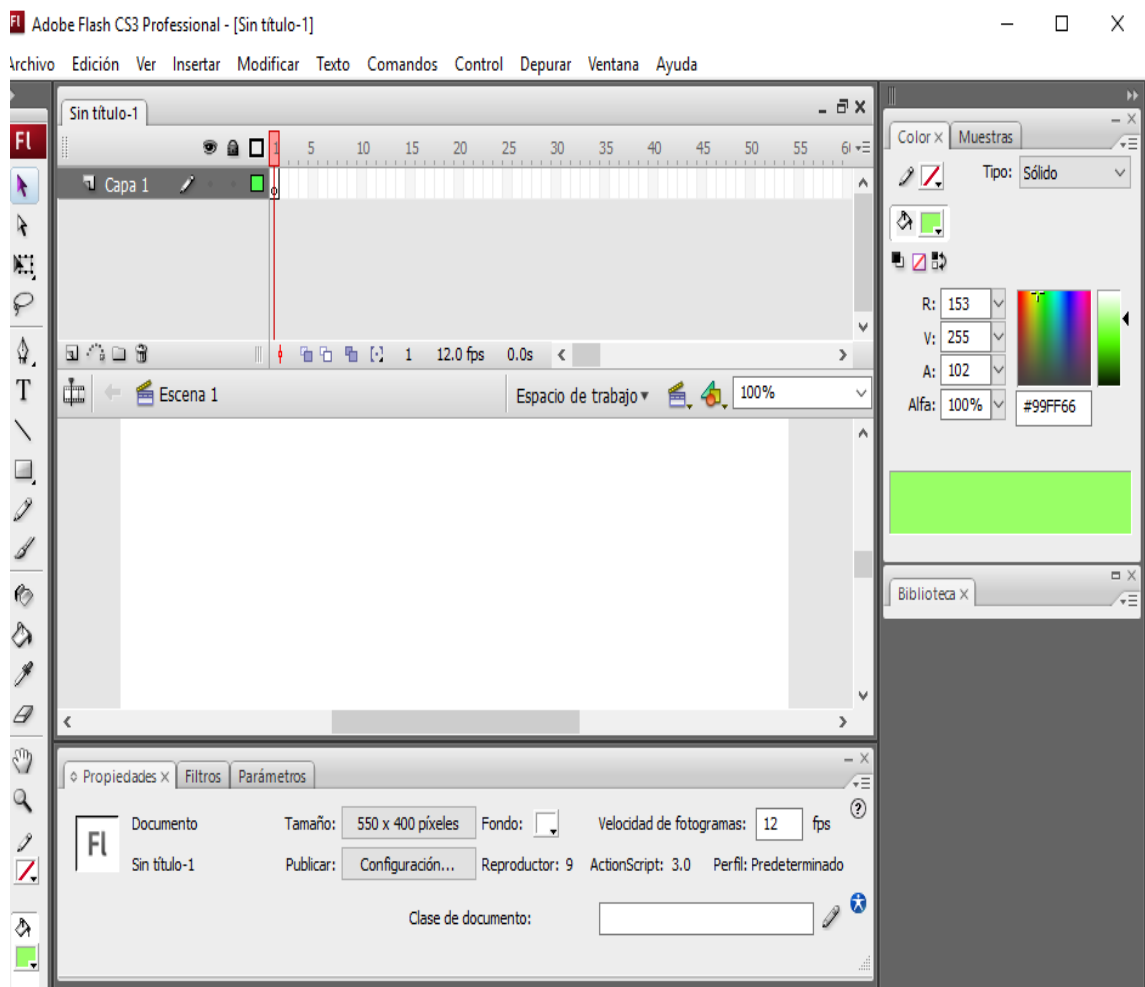 Fl Adobe Flash CS3 Professional - [Sin título-1]
Archivo Edición Ver Insertar Modificar Texto Comandos Control Depurar Ventana Ayuda
Sin título-1
Fl
1 5 10 15 20 25 30 35 40 45 50 55 6
Capa 1
1 12.0 fps 0.0s
Escena 1 Espacio de trabajo 100%
T
Color Muestras
Tipo: Sólido
R: 153
V: 255
A: 102
Alfa: 100% #99FF66
Biblioteca
Propiedades Filtros Parámetros
Fl
Documento Tamaño: 550 x 400 píxeles Fondo: Velocidad de fotogramas: 12 fps
Sin título-1 Publicar: Configuración... Reproductor: 9 ActionScript: 3.0 Perfil: Predeterminado
Clase de documento: